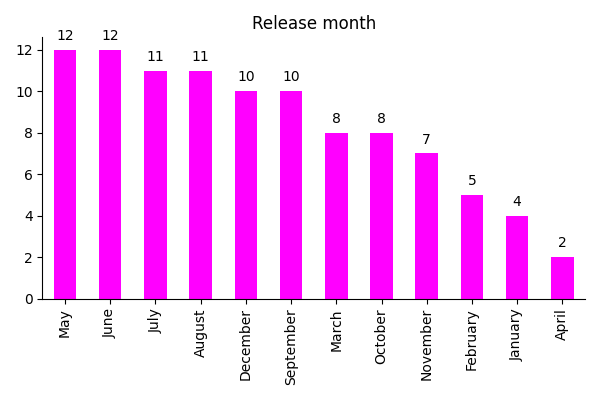 Release month
12 12 11 11 10 10 8 8 7 5 4 2
12
10
8
6
4
2
0
May June July August December September March October November February January April